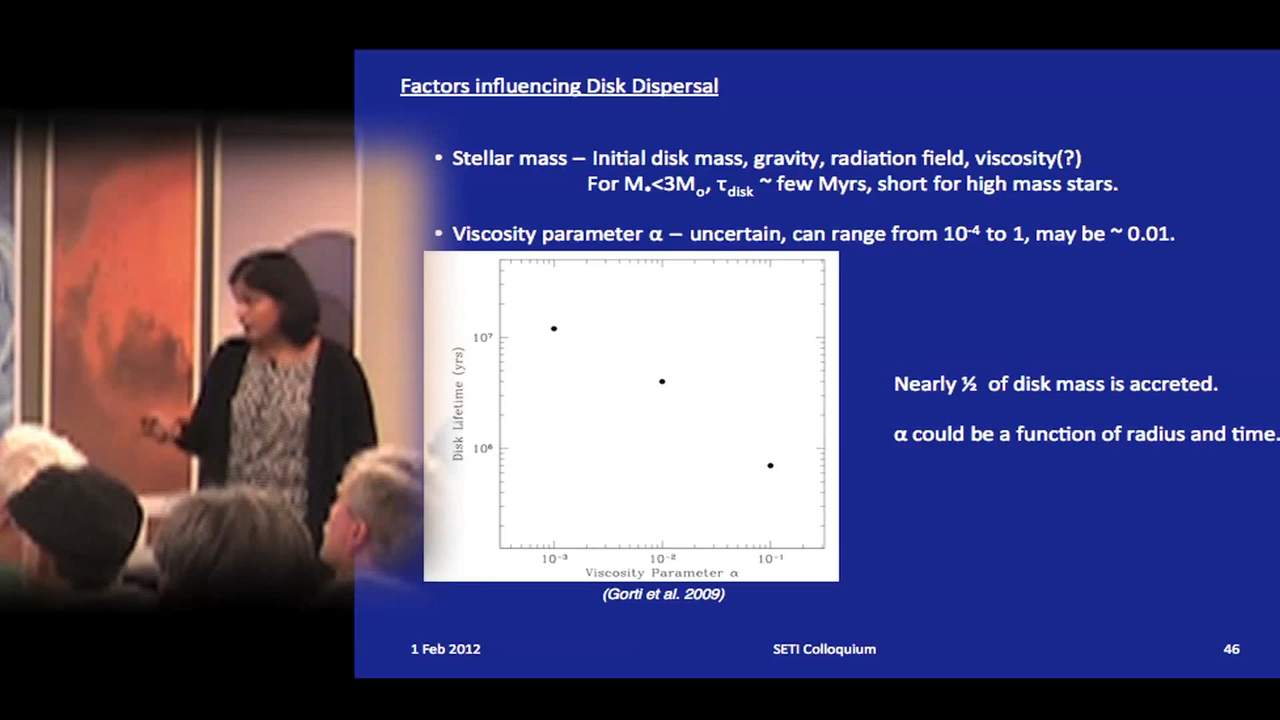 Factors influencing Disk Dispersal
• Stellar mass – Initial disk mass, gravity, radiation field, viscosity(?)
For M*<3Mo, τdisk ~ few Myrs, short for high mass stars.
• Viscosity parameter α – uncertain, can range from 10⁻⁴ to 1, may be ~ 0.01.
Disk Lifetime (yrs)
10⁷
10⁶
10⁻³ 10⁻² 10⁻¹
Viscosity Parameter α
(Gorti et al. 2009)
Nearly ½ of disk mass is accreted.
α could be a function of radius and time.
1 Feb 2012 SETI Colloquium 46